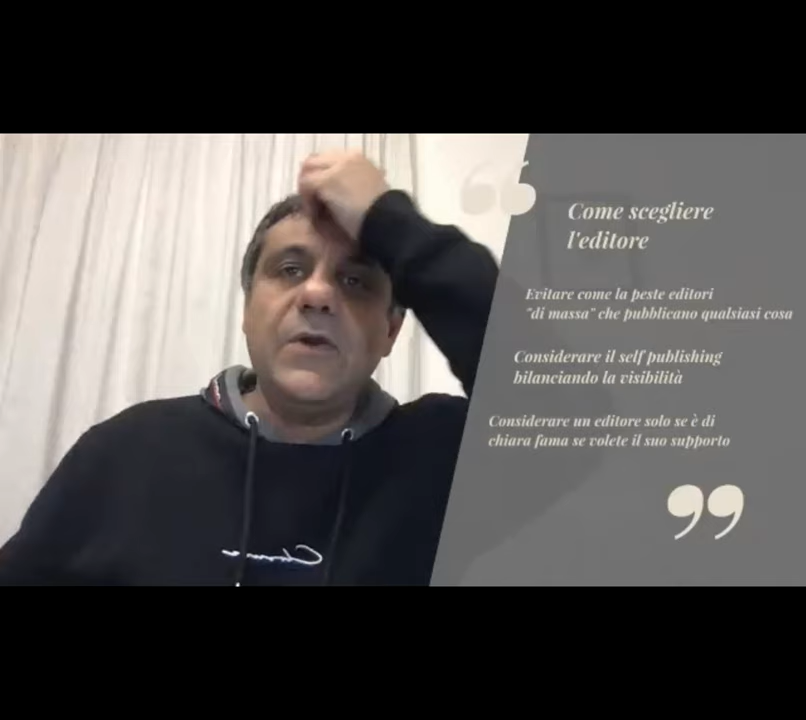 Come scegliere
l'editore
Evitare come la peste editori
"di massa" che pubblicano qualsiasi cosa
Considerare il self publishing
bilanciando la visibilità
Considerare un editore solo se è di
chiara fama se volete il suo supporto